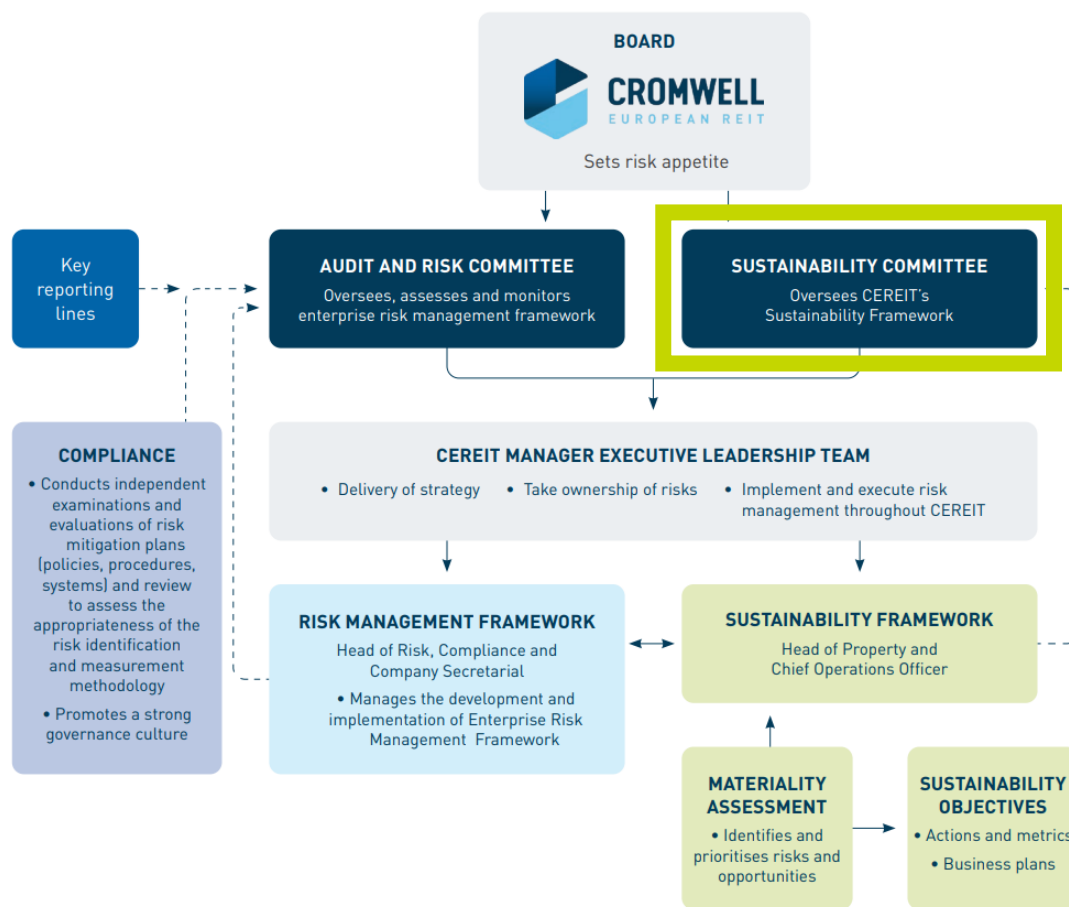 BOARD
CROMWELL
EUROPEAN REIT
Sets risk appetite
Key
reporting
lines
AUDIT AND RISK COMMITTEE
Oversees, assesses and monitors
enterprise risk management framework
SUSTAINABILITY COMMITTEE
Oversees CEREIT’s
Sustainability Framework
COMPLIANCE
• Conducts independent
examinations and
evaluations of risk
mitigation plans
(policies, procedures,
systems) and review
to assess the
appropriateness of the
risk identification
and measurement
methodology
• Promotes a strong
governance culture
CEREIT MANAGER EXECUTIVE LEADERSHIP TEAM
• Delivery of strategy
• Take ownership of risks
• Implement and execute risk
management throughout CEREIT
RISK MANAGEMENT FRAMEWORK
Head of Risk, Compliance and
Company Secretarial
• Manages the development and
implementation of Enterprise Risk
Management Framework
SUSTAINABILITY FRAMEWORK
Head of Property and
Chief Operations Officer
MATERIALITY
ASSESSMENT
• Identifies and
prioritises risks and
opportunities
SUSTAINABILITY
OBJECTIVES
• Actions and metrics
• Business plans